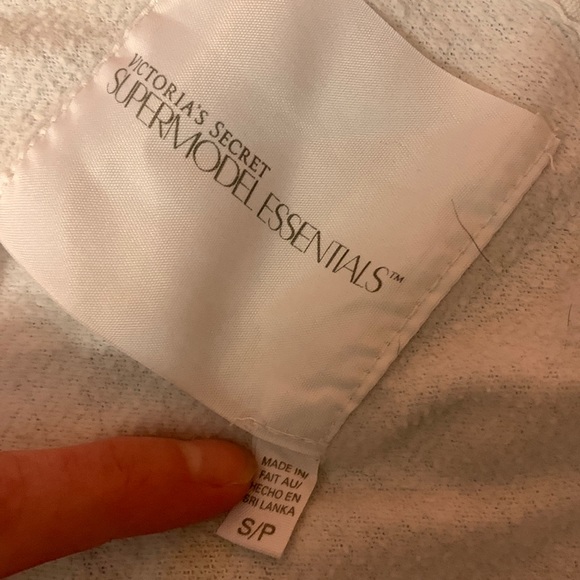 VICTORIA'S SECRET
SUPERMODEL ESSENTIALS™
MADE IN/
FAIT AU/
HECHO EN
SRI LANKA
S/P